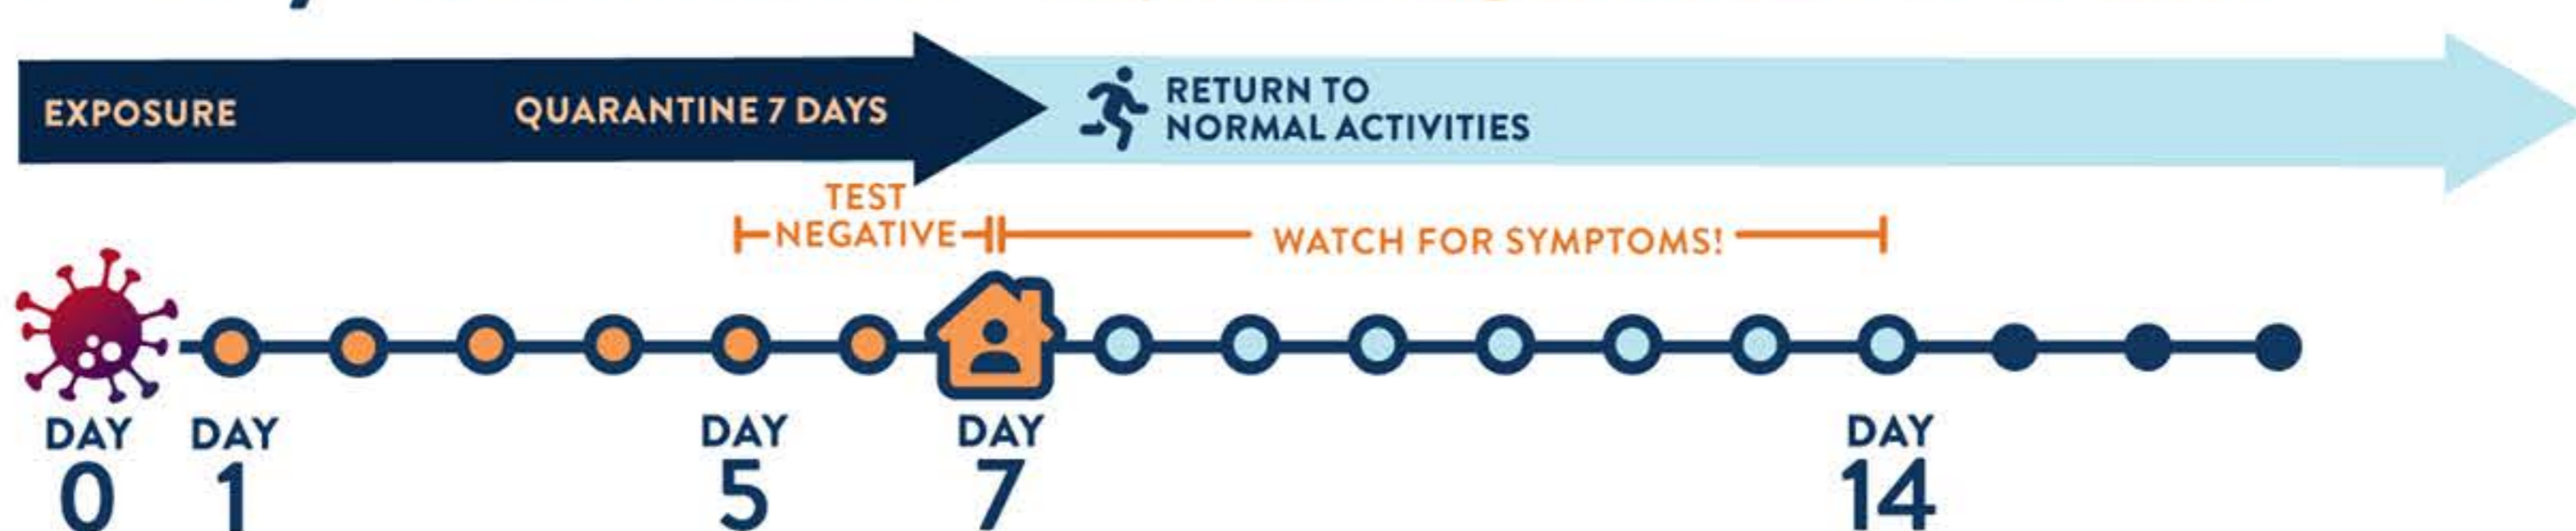 EXPOSURE
QUARANTINE 7 DAYS
RETURN TO
NORMAL ACTIVITIES
TEST
NEGATIVE
WATCH FOR SYMPTOMS!
DAY
0
DAY
1
DAY
5
DAY
7
DAY
14